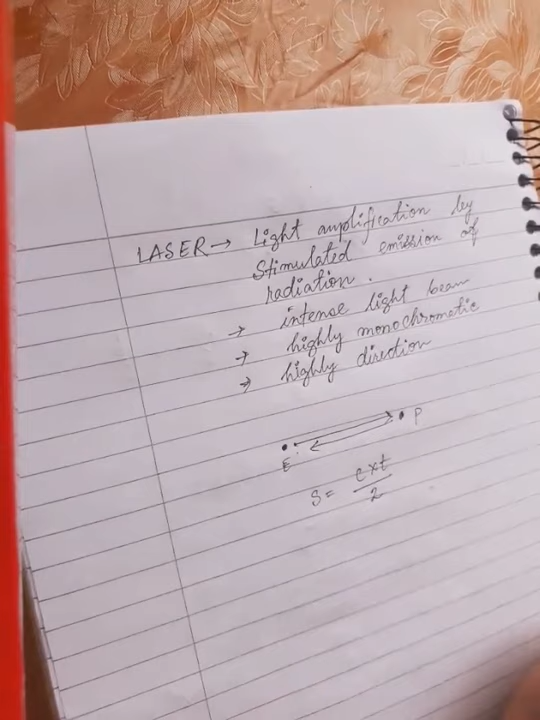 LASER → Light amplification by
Stimulated emission of
radiation.
→ intense light beam
→ highly monochromatic
→ highly direction
P
E
S = c×t/2